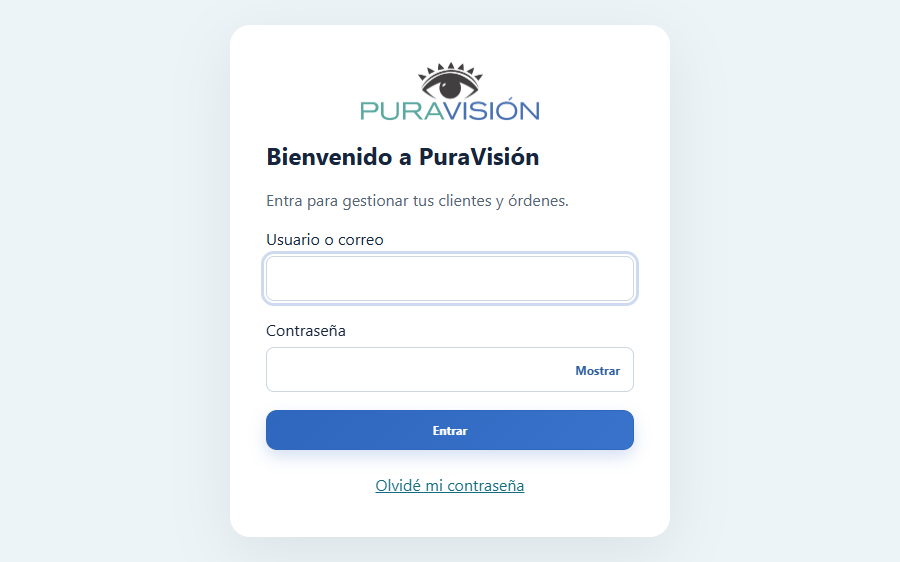 PURAVISIÓN
Bienvenido a PuraVisión
Entra para gestionar tus clientes y órdenes.
Usuario o correo
Contraseña
Mostrar
Entrar
Olvidé mi contraseña